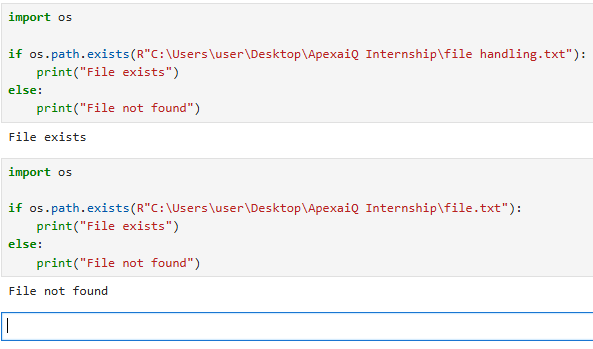 import os
if os.path.exists(R"C:\Users\user\Desktop\ApexaiQ Internship\file handling.txt"):
    print("File exists")
else:
    print("File not found")
File exists
import os
if os.path.exists(R"C:\Users\user\Desktop\ApexaiQ Internship\file.txt"):
    print("File exists")
else:
    print("File not found")
File not found